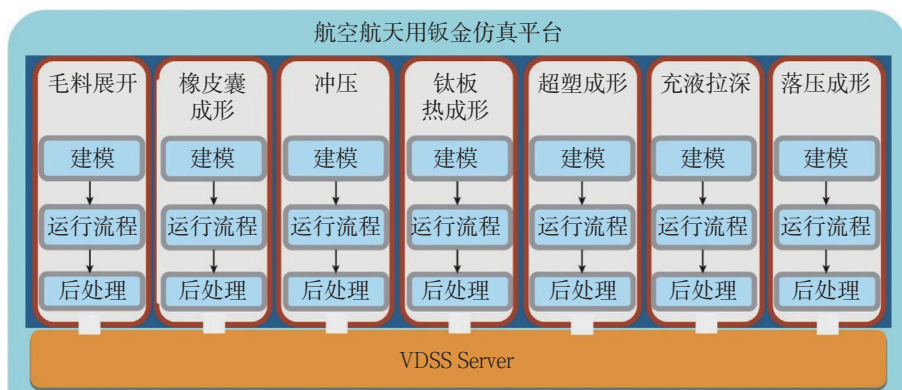 航空航天用钣金仿真平台
毛料展开
建模
运行流程
后处理
橡皮囊
成形
建模
运行流程
后处理
冲压
建模
运行流程
后处理
钛板
热成形
建模
运行流程
后处理
超塑成形
建模
运行流程
后处理
充液拉深
建模
运行流程
后处理
落压成形
建模
运行流程
后处理
VDSS Server